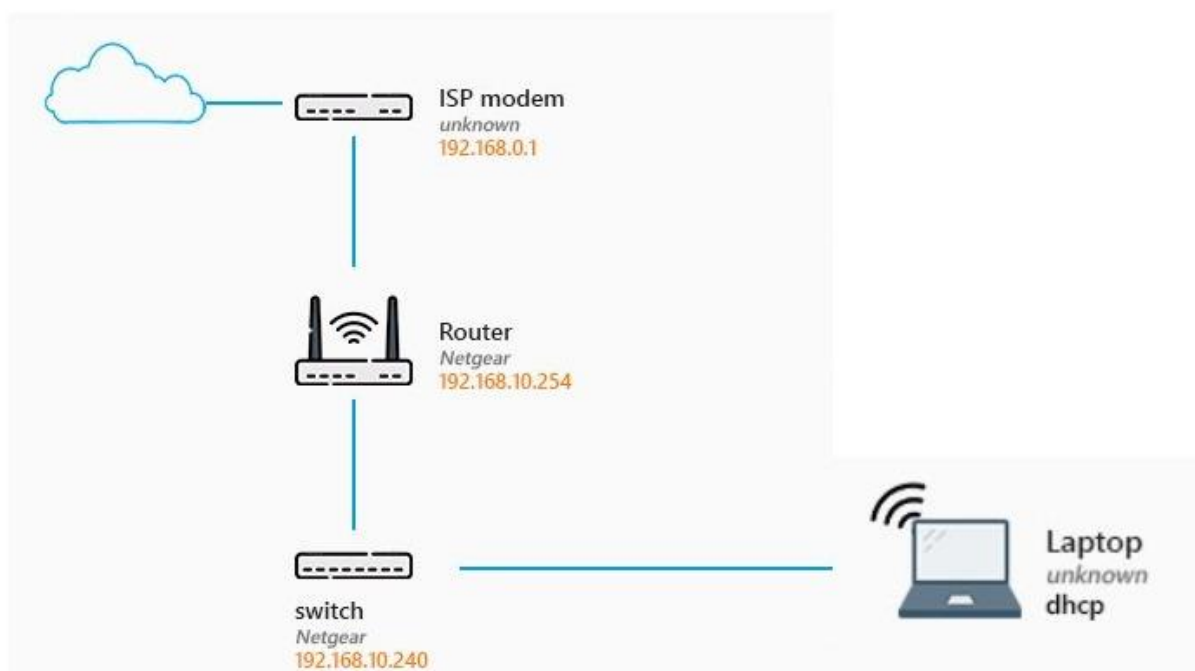 ISP modem
unknown
192.168.0.1
Router
Netgear
192.168.10.254
switch
Netgear
192.168.10.240
Laptop
unknown
dhcp